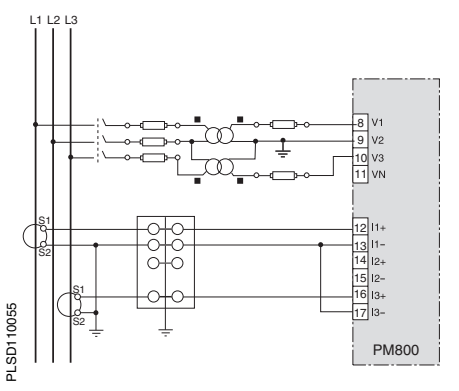 L1 L2 L3
8 V1
9 V2
10 V3
11 VN
S1
S2
12 I1+
13 I1–
14 I2+
15 I2–
S1
16 I3+
S2
17 I3–
PM800
PLSD110055